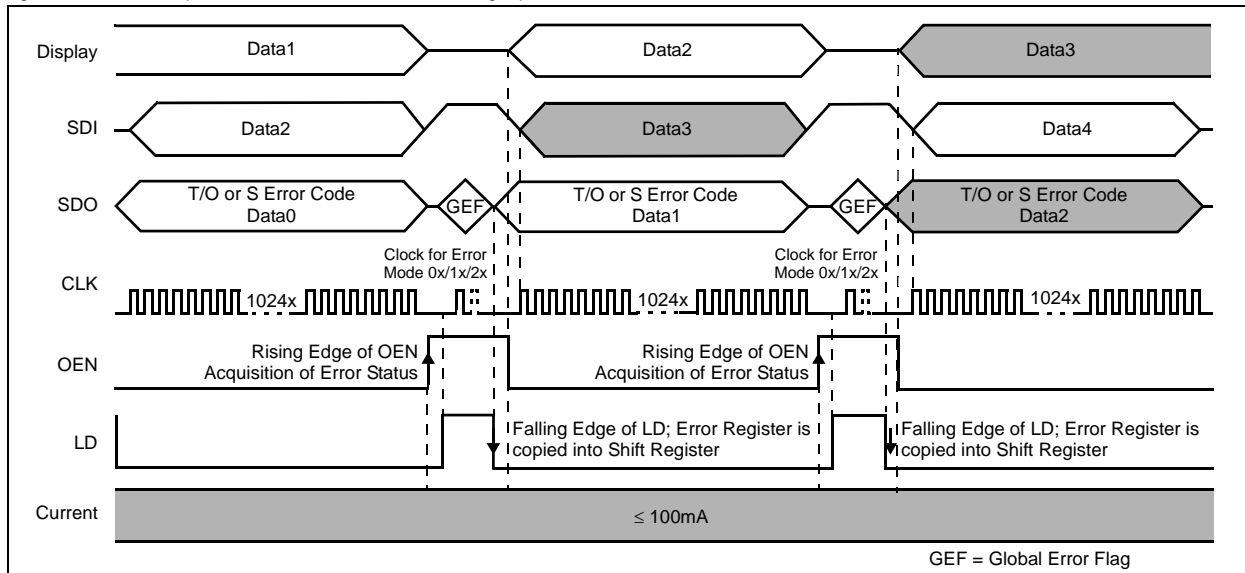 Display
Data1
Data2
Data3
SDI
Data2
Data3
Data4
SDO
T/O or S Error Code
Data0
GEF
T/O or S Error Code
Data1
GEF
T/O or S Error Code
Data2
Clock for Error
Mode 0x/1x/2x
Clock for Error
Mode 0x/1x/2x
CLK
1024x
1024x
1024x
OEN
Rising Edge of OEN
Acquisition of Error Status
Rising Edge of OEN
Acquisition of Error Status
LD
Falling Edge of LD; Error Register is
copied into Shift Register
Falling Edge of LD; Error Register is
copied into Shift Register
Current
≤ 100mA
GEF = Global Error Flag